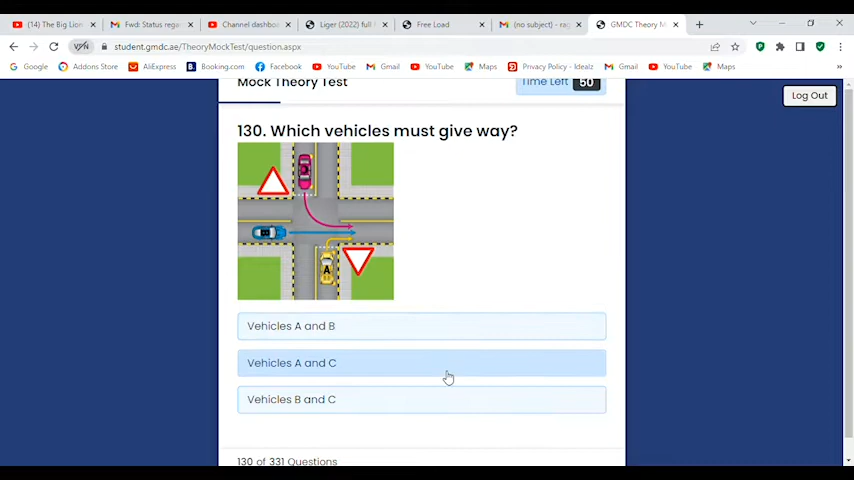 (14) The Big Lion
Fwd: Status rega
Channel dashbo
Liger (2022) full
Free Load
(no subject) - rag
GMDC Theory M
student.gmdc.ae/TheoryMockTest/question.aspx
Google
Addons Store
AliExpress
Booking.com
Facebook
YouTube
Gmail
YouTube
Maps
Privacy Policy - Idealz
Gmail
YouTube
Maps
Mock Theory Test
Time Left 50
Log Out
130. Which vehicles must give way?
A
Vehicles A and B
Vehicles A and C
Vehicles B and C
130 of 331 Questions